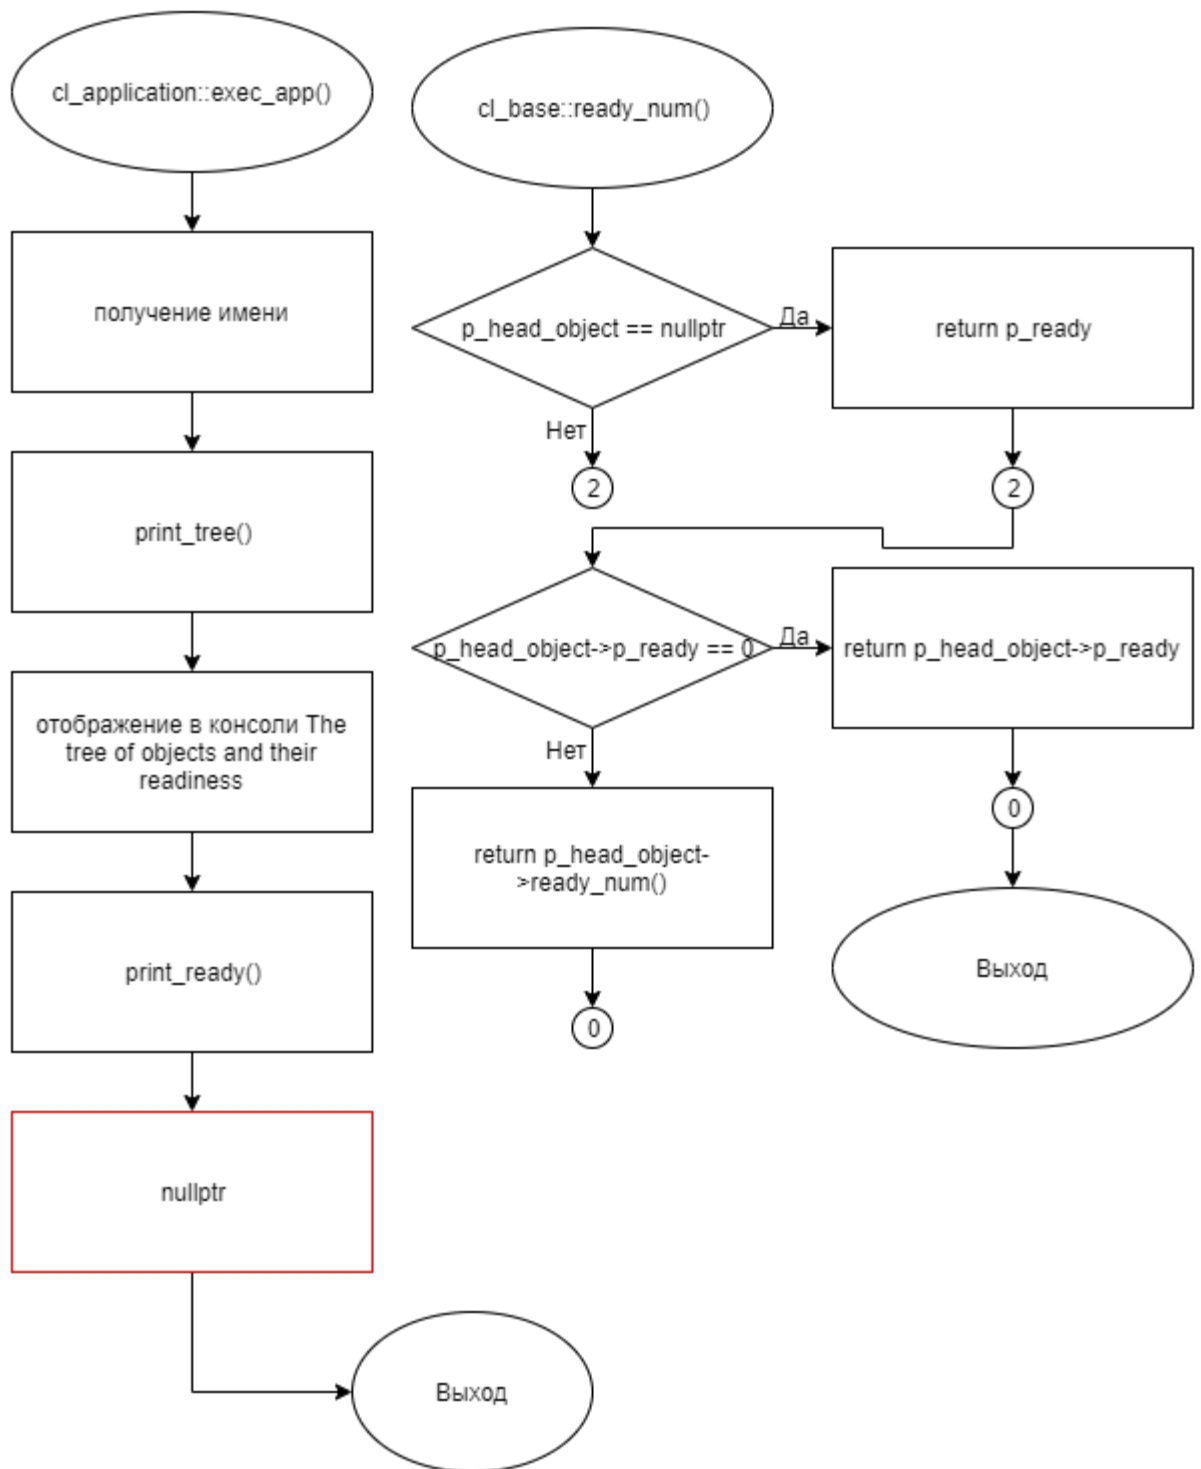 cl_application::exec_app()
получение имени
print_tree()
отображение в консоли The
tree of objects and their
readiness
print_ready()
nullptr
Выход
cl_base::ready_num()
p_head_object == nullptr
Да
return p_ready
Нет
2
2
p_head_object->p_ready == 0
Да
return p_head_object->p_ready
Нет
return p_head_object-
>ready_num()
0
0
Выход